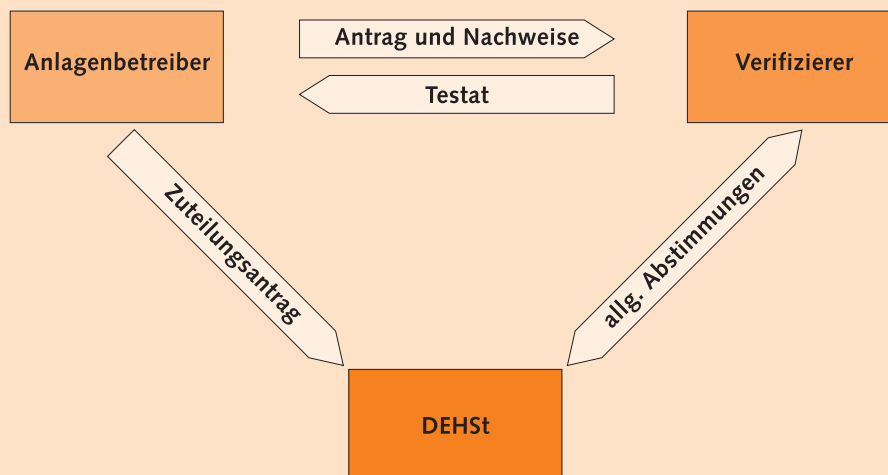 Anlagenbetreiber
Antrag und Nachweise
Verifizierer
Testat
Zuteilungsantrag
allg. Abstimmungen
DEHSt